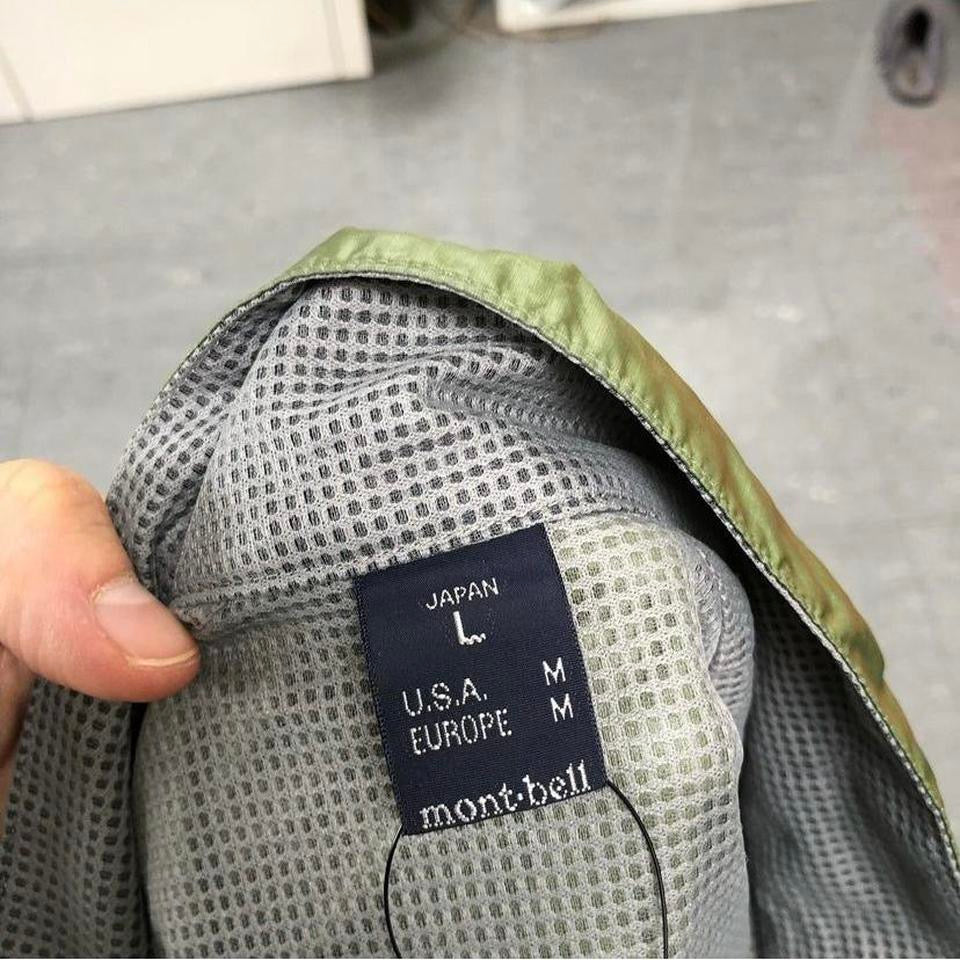 JAPAN
L
U.S.A. M
EUROPE M
mont·bell